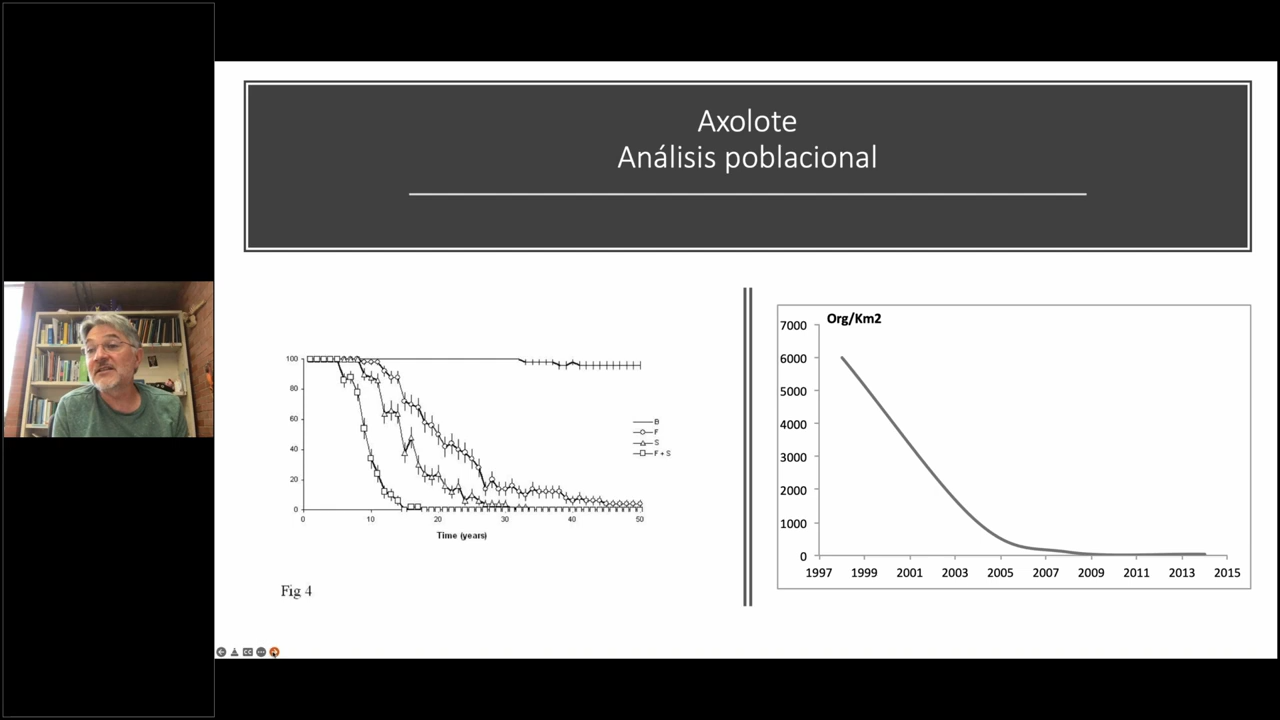 Axolote
Análisis poblacional
100
80
60
40
20
0
0 10 20 30 40 50
Time (years)
B
F
S
F + S
Fig 4
Org/Km2
7000
6000
5000
4000
3000
2000
1000
0
1997 1999 2001 2003 2005 2007 2009 2011 2013 2015